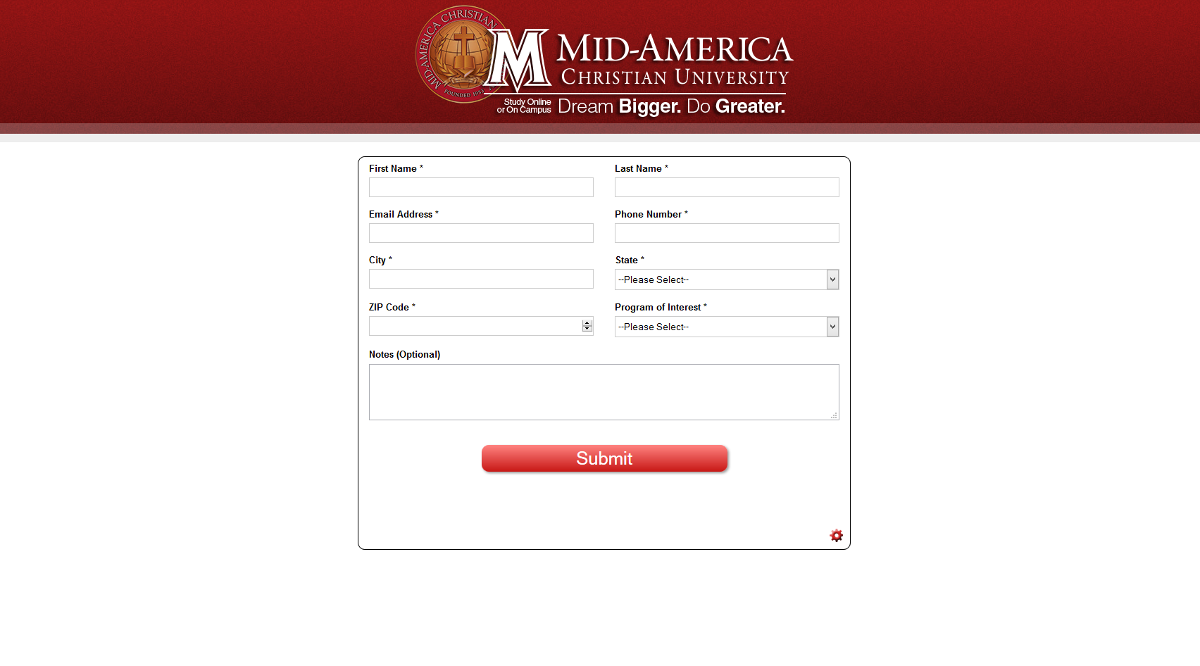 MID-AMERICA CHRISTIAN
FOUNDED 1953
M
MID-AMERICA
CHRISTIAN UNIVERSITY
Study Online
or On Campus
Dream Bigger. Do Greater.
First Name *
Last Name *
Email Address *
Phone Number *
City *
State *
--Please Select--
ZIP Code *
Program of Interest *
--Please Select--
Notes (Optional)
Submit